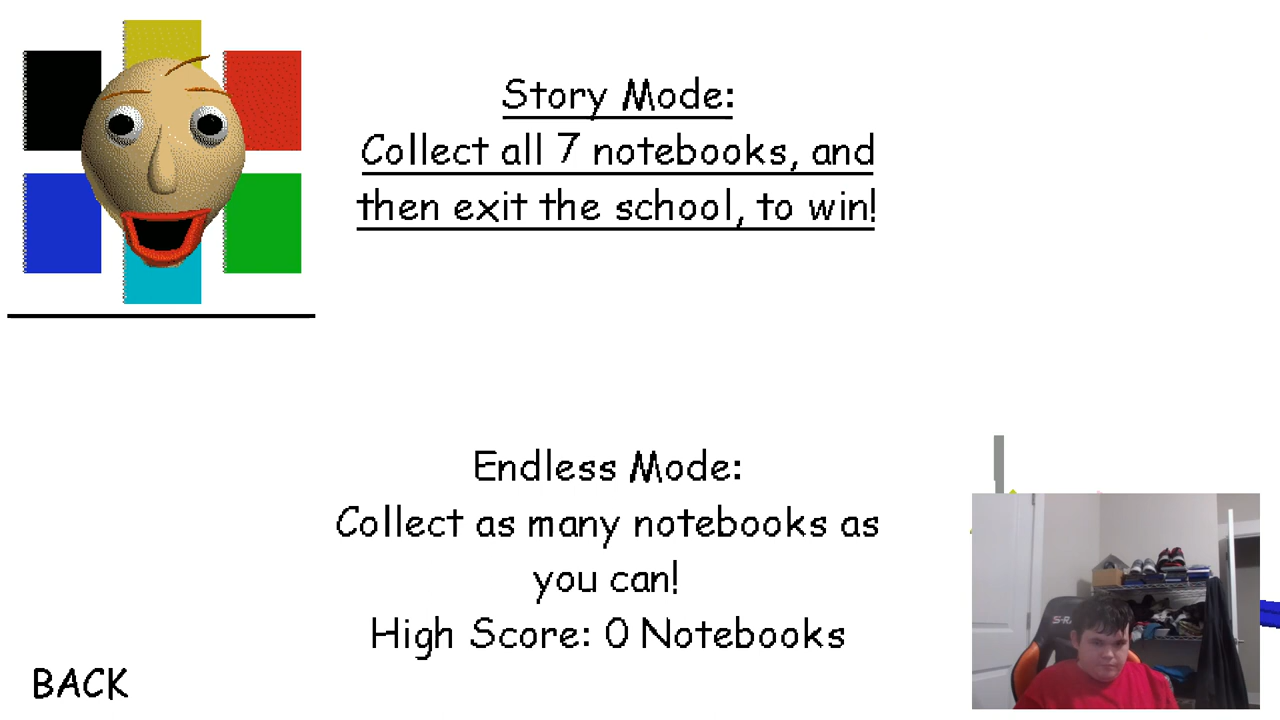 Story Mode:
Collect all 7 notebooks, and
then exit the school, to win!
Endless Mode:
Collect as many notebooks as
you can!
High Score: 0 Notebooks
BACK